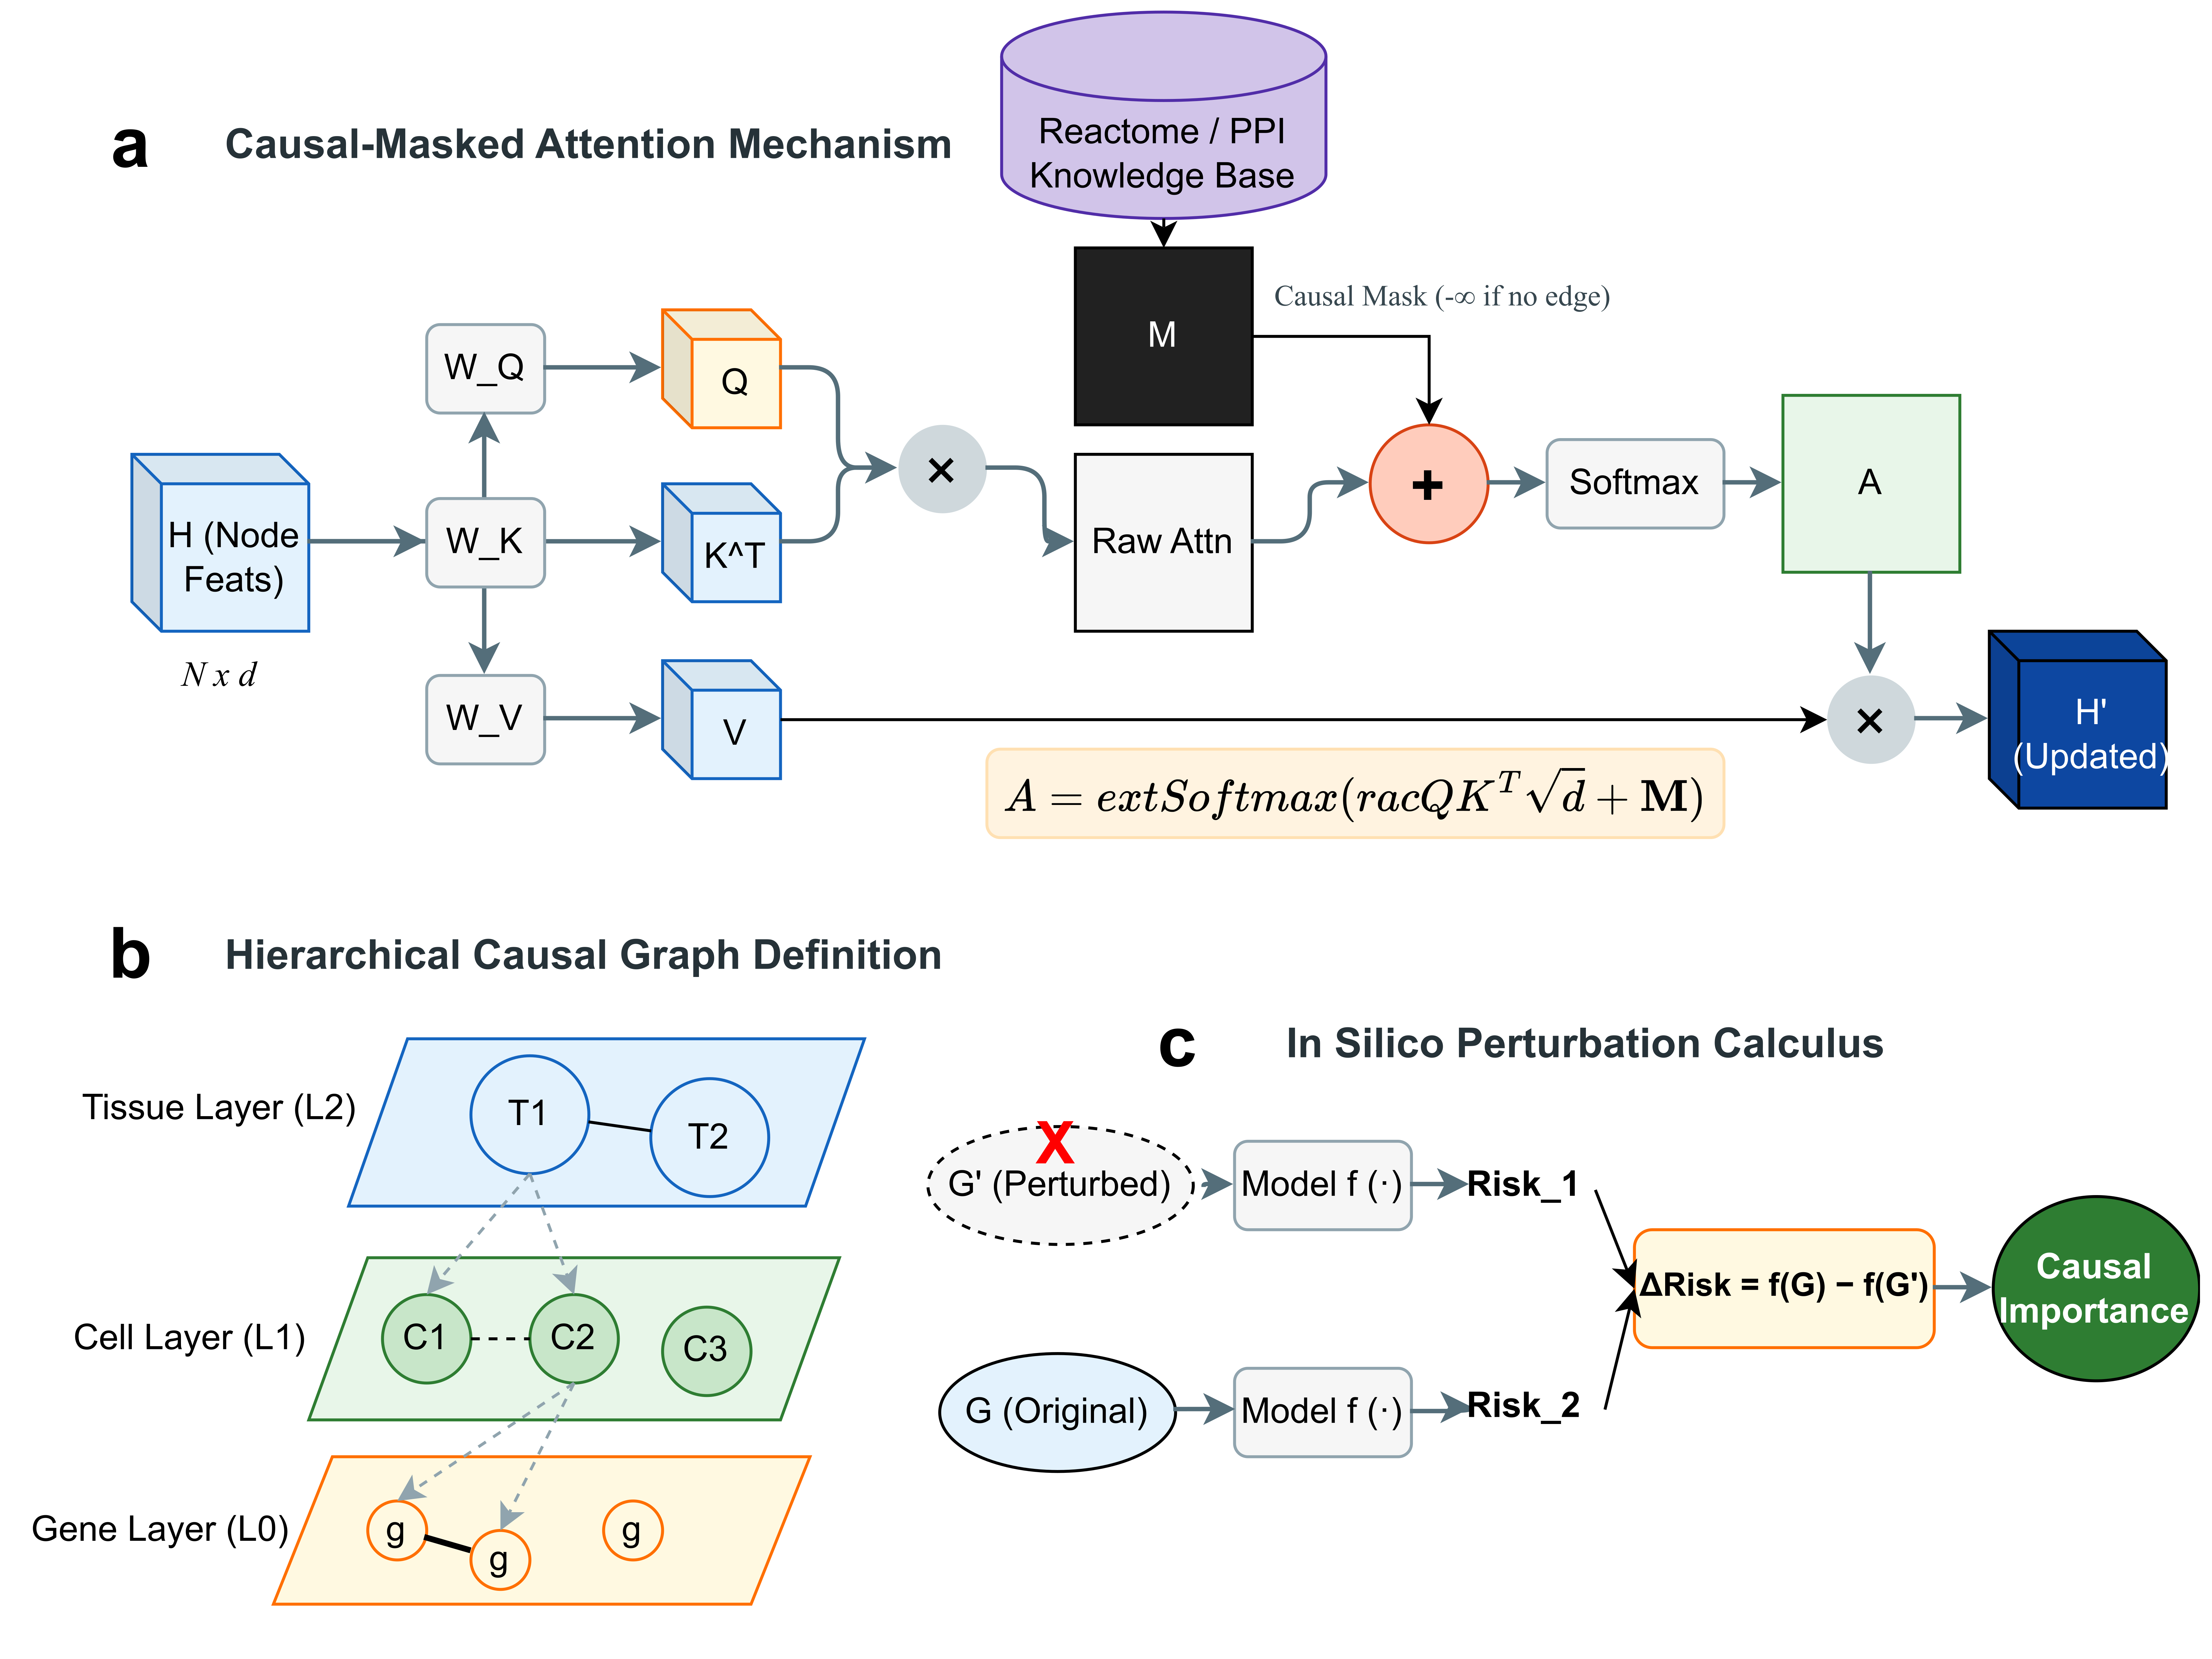 a
Causal-Masked Attention Mechanism
Reactome / PPI
Knowledge Base
M
Causal Mask (-∞ if no edge)
W_Q
Q
H (Node
Feats)
N x d
W_K
K^T
×
Raw Attn
+
Softmax
A
W_V
V
×
H'
(Updated)
A = extSoftmax(racQK^T√d + M)
b
Hierarchical Causal Graph Definition
Tissue Layer (L2)
T1
T2
Cell Layer (L1)
C1
C2
C3
Gene Layer (L0)
g
g
g
c
In Silico Perturbation Calculus
X
G' (Perturbed)
Model f (·)
Risk_1
ΔRisk = f(G) − f(G')
Causal
Importance
G (Original)
Model f (·)
Risk_2